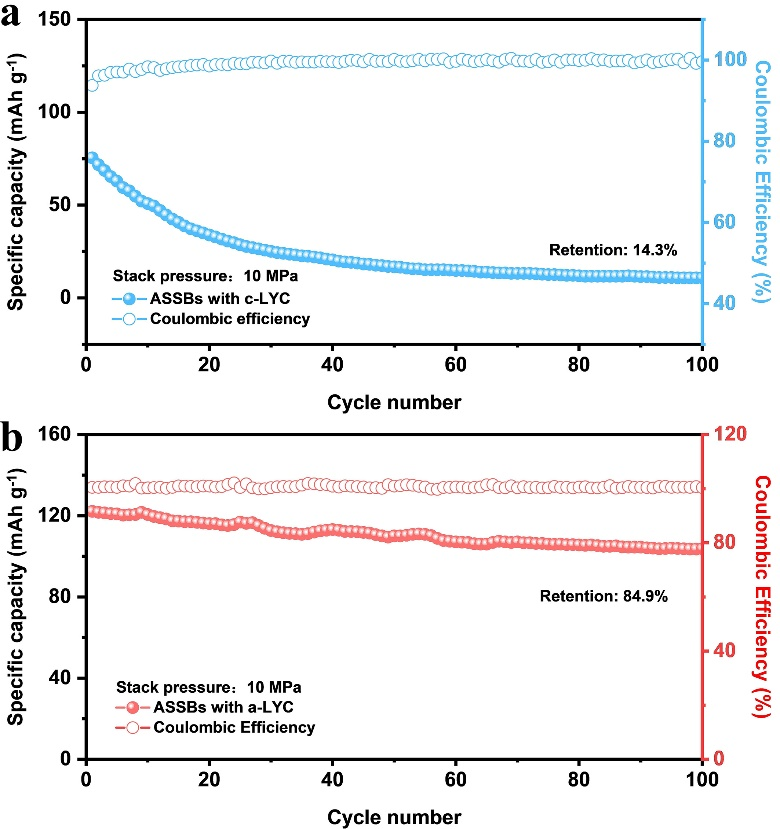 a
150
100
50
0
Specific capacity (mAh g-1)
100
80
60
40
Coulombic Efficiency (%)
Retention: 14.3%
Stack pressure: 10 MPa
ASSBs with c-LYC
Coulombic efficiency
0 20 40 60 80 100
Cycle number
b
160
120
80
40
0
Specific capacity (mAh g-1)
120
80
40
0
Coulombic Efficiency (%)
Retention: 84.9%
Stack pressure: 10 MPa
ASSBs with a-LYC
Coulombic Efficiency
0 20 40 60 80 100
Cycle number